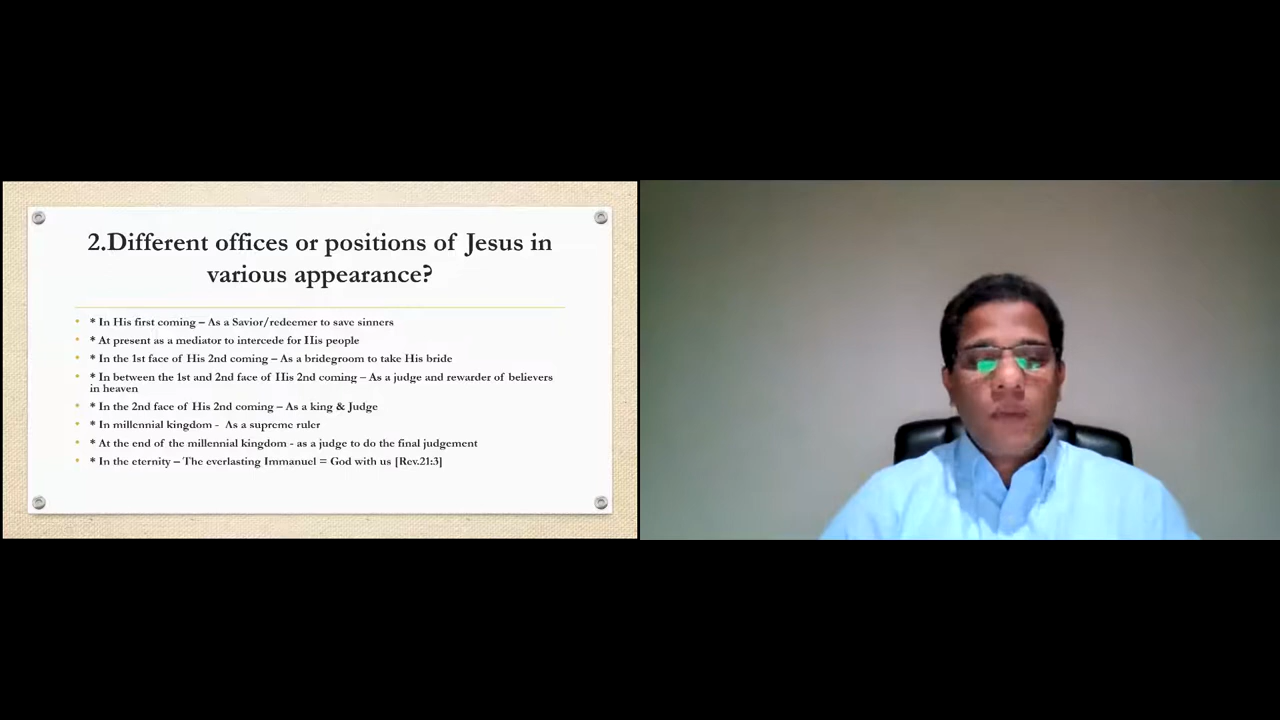 2.Different offices or positions of Jesus in
various appearance?
* In His first coming – As a Savior/redeemer to save sinners
* At present as a mediator to intercede for His people
* In the 1st face of His 2nd coming – As a bridegroom to take His bride
* In between the 1st and 2nd face of His 2nd coming – As a judge and rewarder of believers
in heaven
* In the 2nd face of His 2nd coming – As a king & Judge
* In millennial kingdom - As a supreme ruler
* At the end of the millennial kingdom - as a judge to do the final judgement
* In the eternity – The everlasting Immanuel = God with us [Rev.21:3]